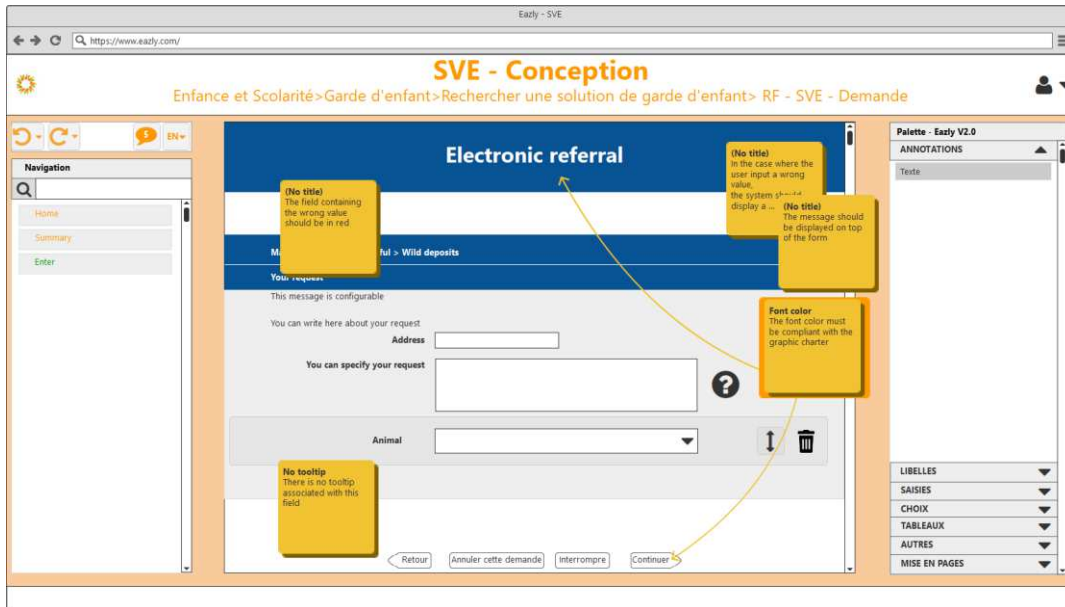 Eazly - SVE
https://www.eazly.com/
SVE - Conception
Enfance et Scolarité>Garde d'enfant>Rechercher une solution de garde d'enfant> RF - SVE - Demande
5
EN
Navigation
Home
Summary
Enter
Electronic referral
(No title)
The field containing
the wrong value
should be in red
(No title)
In the case where the
user input a wrong
value,
the system should
display a ...
(No title)
The message should
be displayed on top
of the form
ful > Wild deposits
Your request
This message is configurable
You can write here about your request
Address
You can specify your request
?
Font color
The font color must
be compliant with the
graphic charter
Animal
No tooltip
There is no tooltip
associated with this
field
Retour
Annuler cette demande
Interrompre
Continuer
Palette - Eazly V2.0
ANNOTATIONS
Texte
LIBELLES
SAISIES
CHOIX
TABLEAUX
AUTRES
MISE EN PAGES